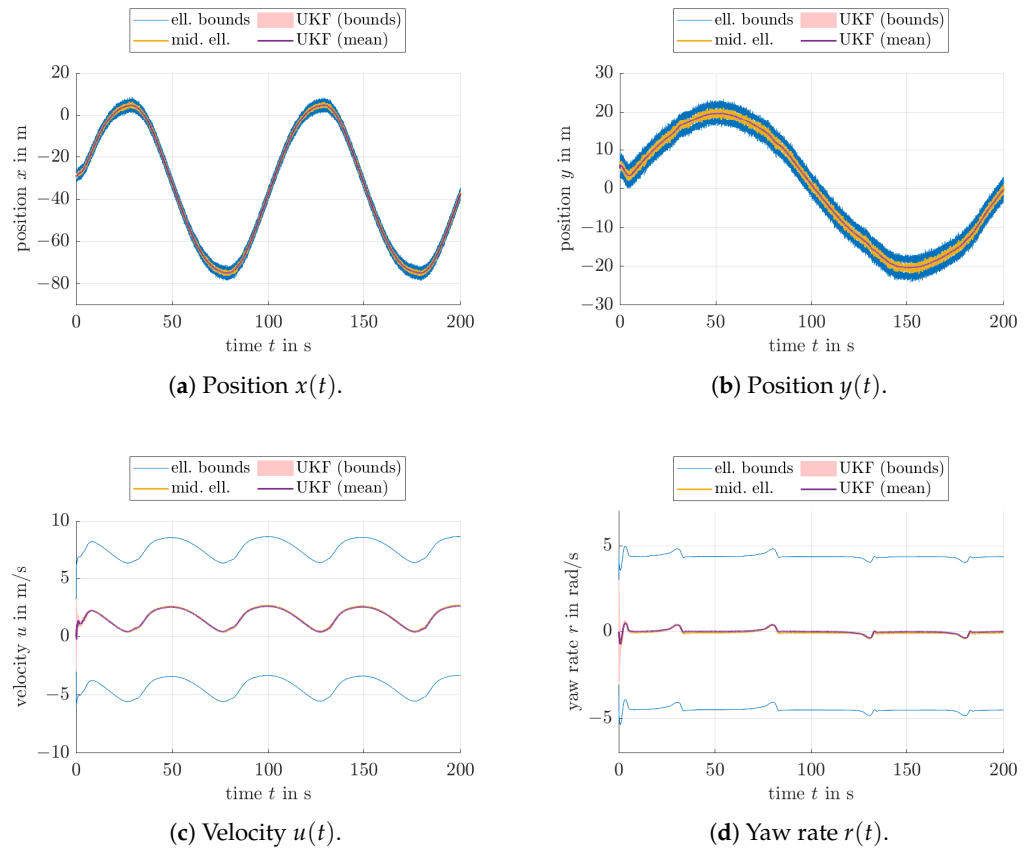 ell. bounds UKF (bounds)
mid. ell. UKF (mean)
20
0
−20
−40
−60
−80
position x in m
0 50 100 150 200
time t in s
(a) Position x(t).
ell. bounds UKF (bounds)
mid. ell. UKF (mean)
30
20
10
0
−10
−20
−30
position y in m
0 50 100 150 200
time t in s
(b) Position y(t).
ell. bounds UKF (bounds)
mid. ell. UKF (mean)
10
5
0
−5
−10
velocity u in m/s
0 50 100 150 200
time t in s
(c) Velocity u(t).
ell. bounds UKF (bounds)
mid. ell. UKF (mean)
5
0
−5
yaw rate r in rad/s
0 50 100 150 200
time t in s
(d) Yaw rate r(t).